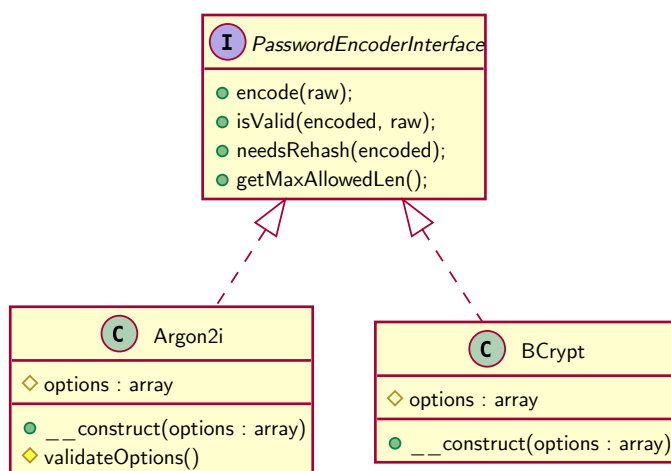 I PasswordEncoderInterface
encode(raw);
isValid(encoded, raw);
needsRehash(encoded);
getMaxAllowedLen();
C Argon2i
options : array
__construct(options : array)
validateOptions()
C BCrypt
options : array
__construct(options : array)